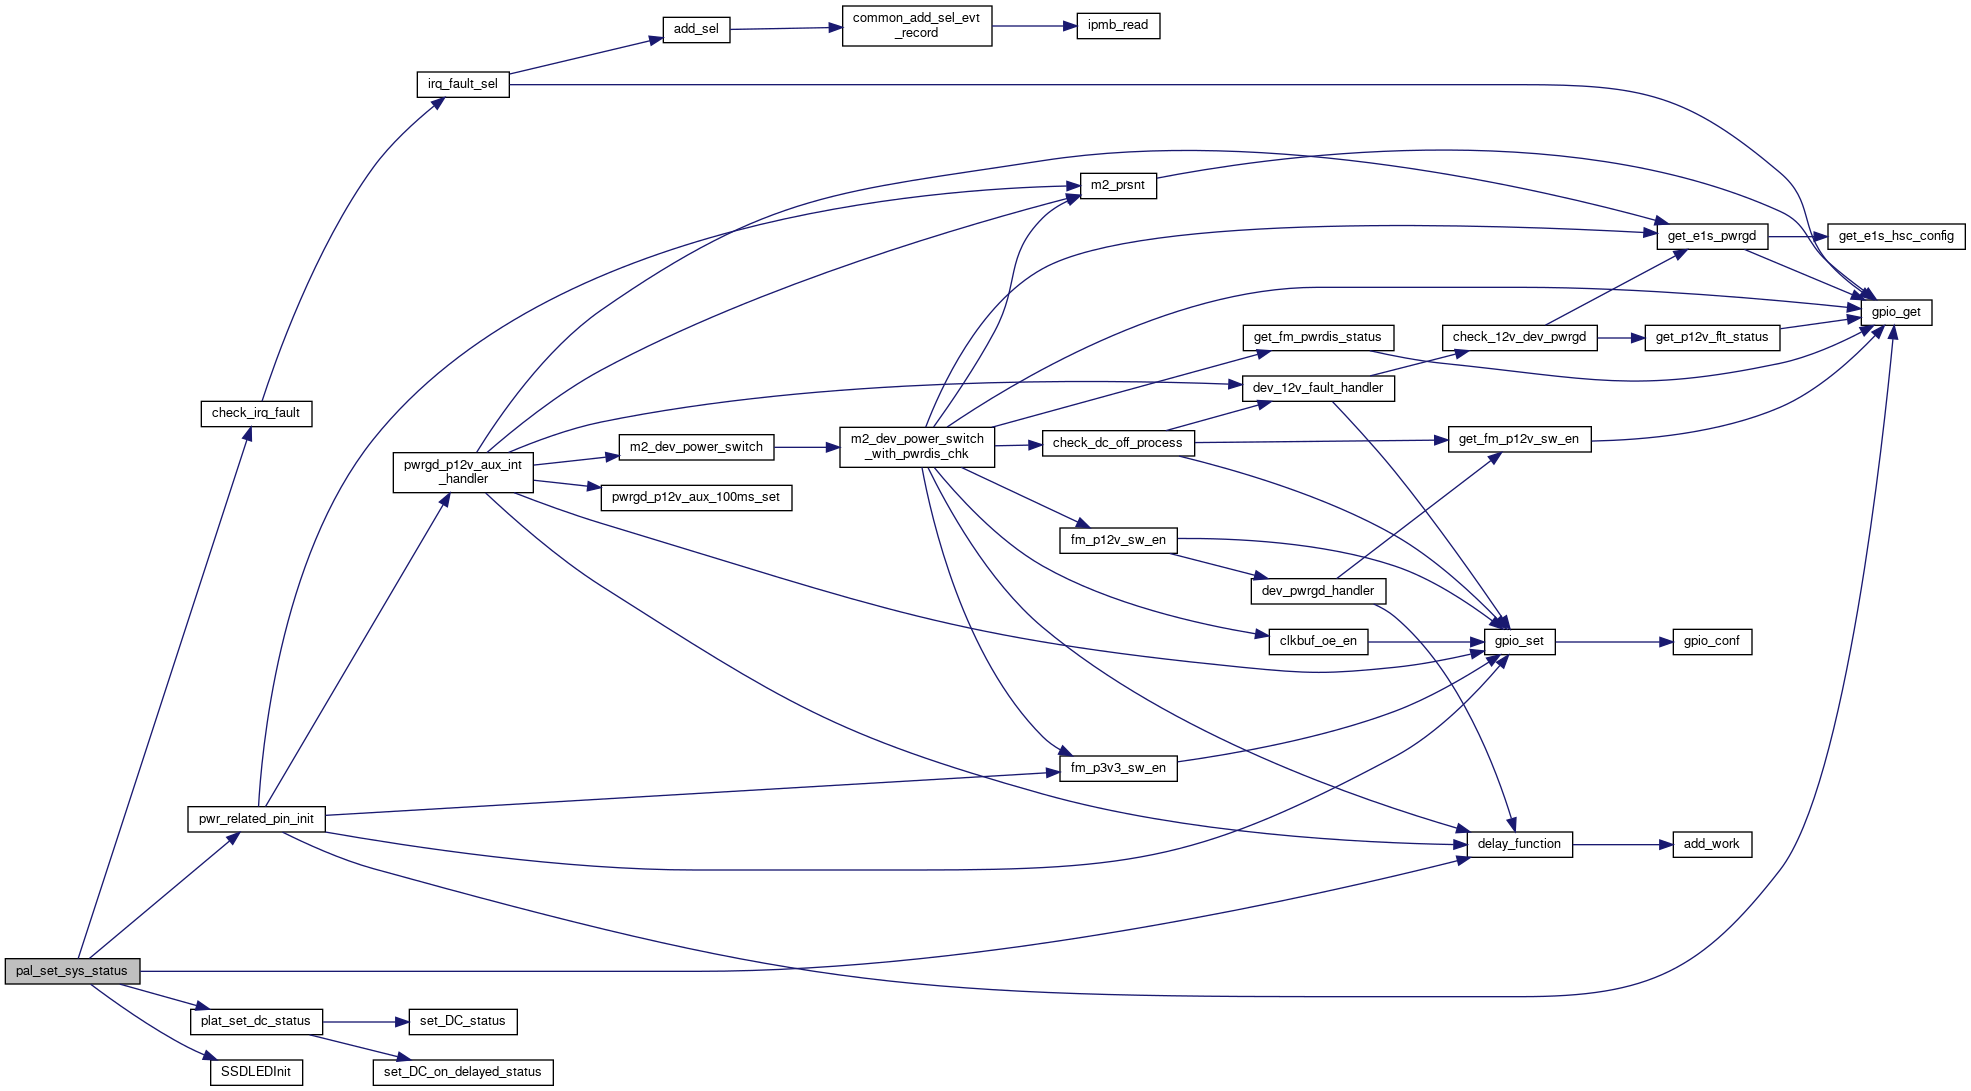 add_sel
common_add_sel_evt
_record
ipmb_read
irq_fault_sel
m2_prsnt
get_e1s_pwrgd
get_e1s_hsc_config
gpio_get
get_fm_pwrdis_status
check_12v_dev_pwrgd
get_p12v_flt_status
dev_12v_fault_handler
check_irq_fault
pwrgd_p12v_aux_int
_handler
m2_dev_power_switch
m2_dev_power_switch
_with_pwrdis_chk
check_dc_off_process
get_fm_p12v_sw_en
pwrgd_p12v_aux_100ms_set
fm_p12v_sw_en
dev_pwrgd_handler
clkbuf_oe_en
gpio_set
gpio_conf
fm_p3v3_sw_en
pwr_related_pin_init
delay_function
add_work
pal_set_sys_status
plat_set_dc_status
set_DC_status
SSDLEDInit
set_DC_on_delayed_status